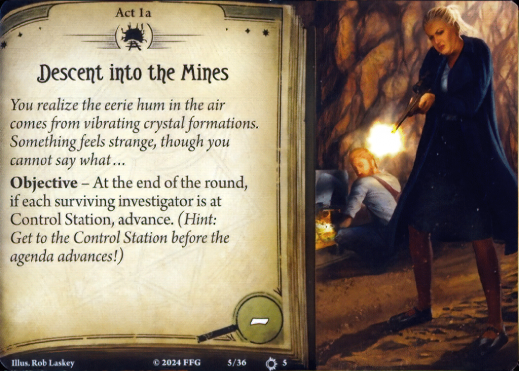 Act 1a
Descent into the Mines
You realize the eerie hum in the air
comes from vibrating crystal formations.
Something feels strange, though you
cannot say what…
Objective – At the end of the round,
if each surviving investigator is at
Control Station, advance. (Hint:
Get to the Control Station before the
agenda advances!)
–
Illus. Rob Laskey © 2024 FFG 5/36 5